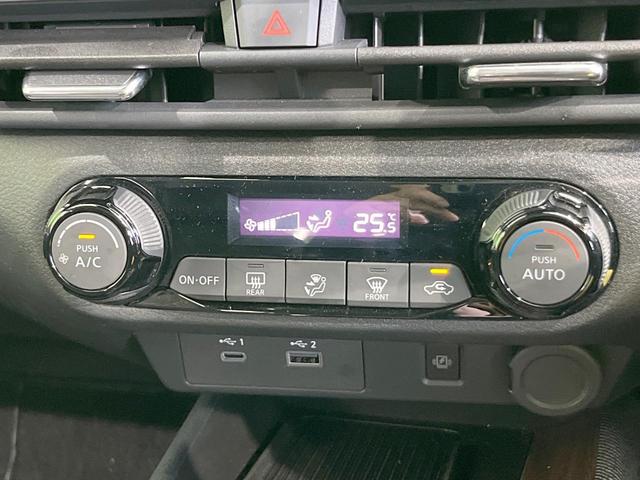 25.5 °C
PUSH
A/C
ON·OFF
REAR
FRONT
PUSH
AUTO
1
2